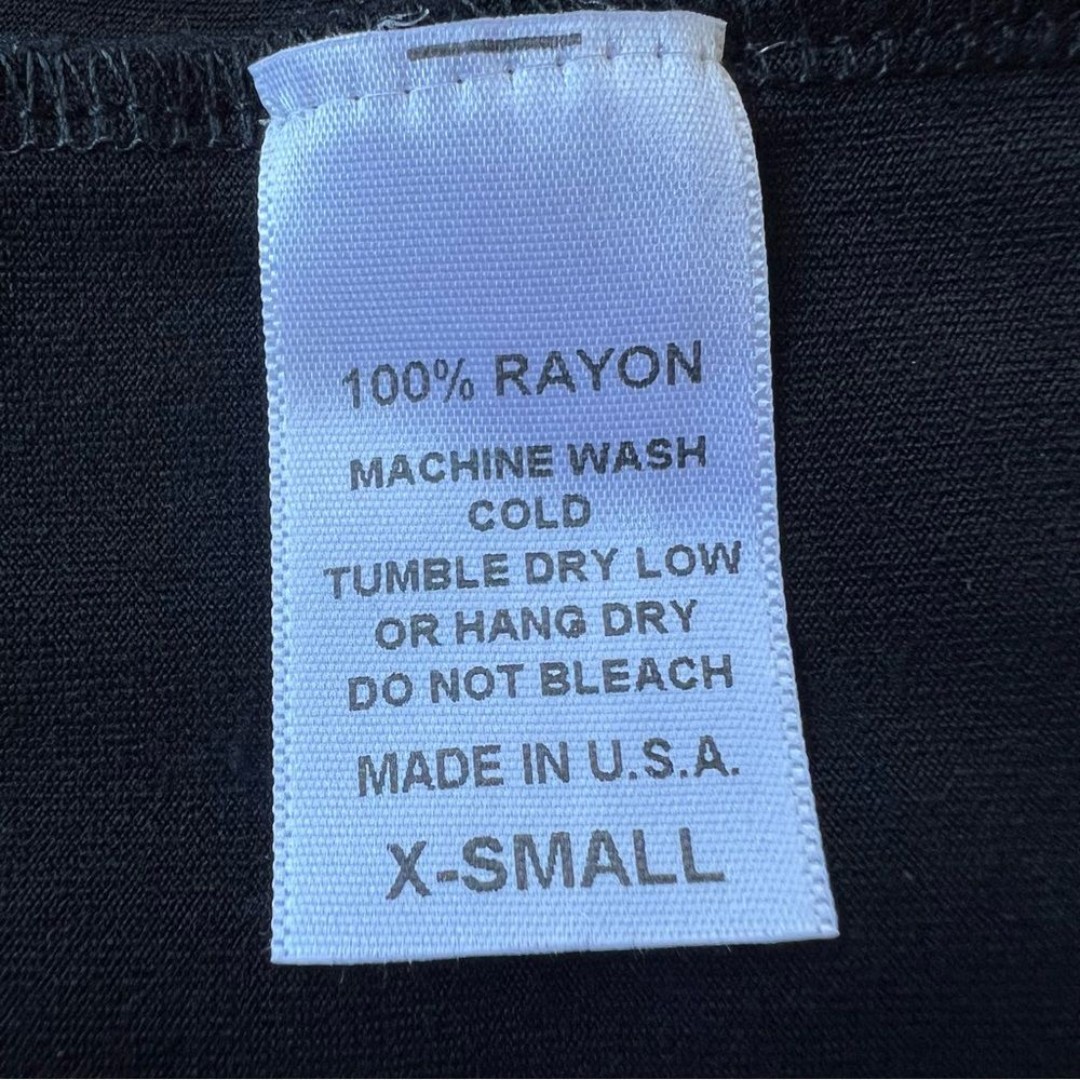 100% RAYON
MACHINE WASH
COLD
TUMBLE DRY LOW
OR HANG DRY
DO NOT BLEACH
MADE IN U.S.A.
X-SMALL